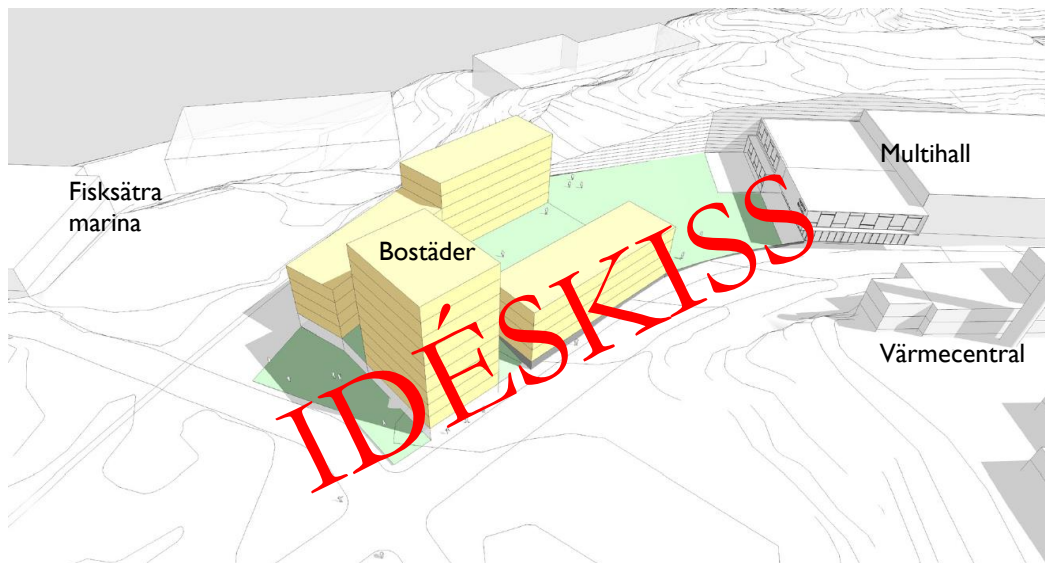 Multihall
Fisksätra
marina
Bostäder
IDÉSKISS
Värmecentral